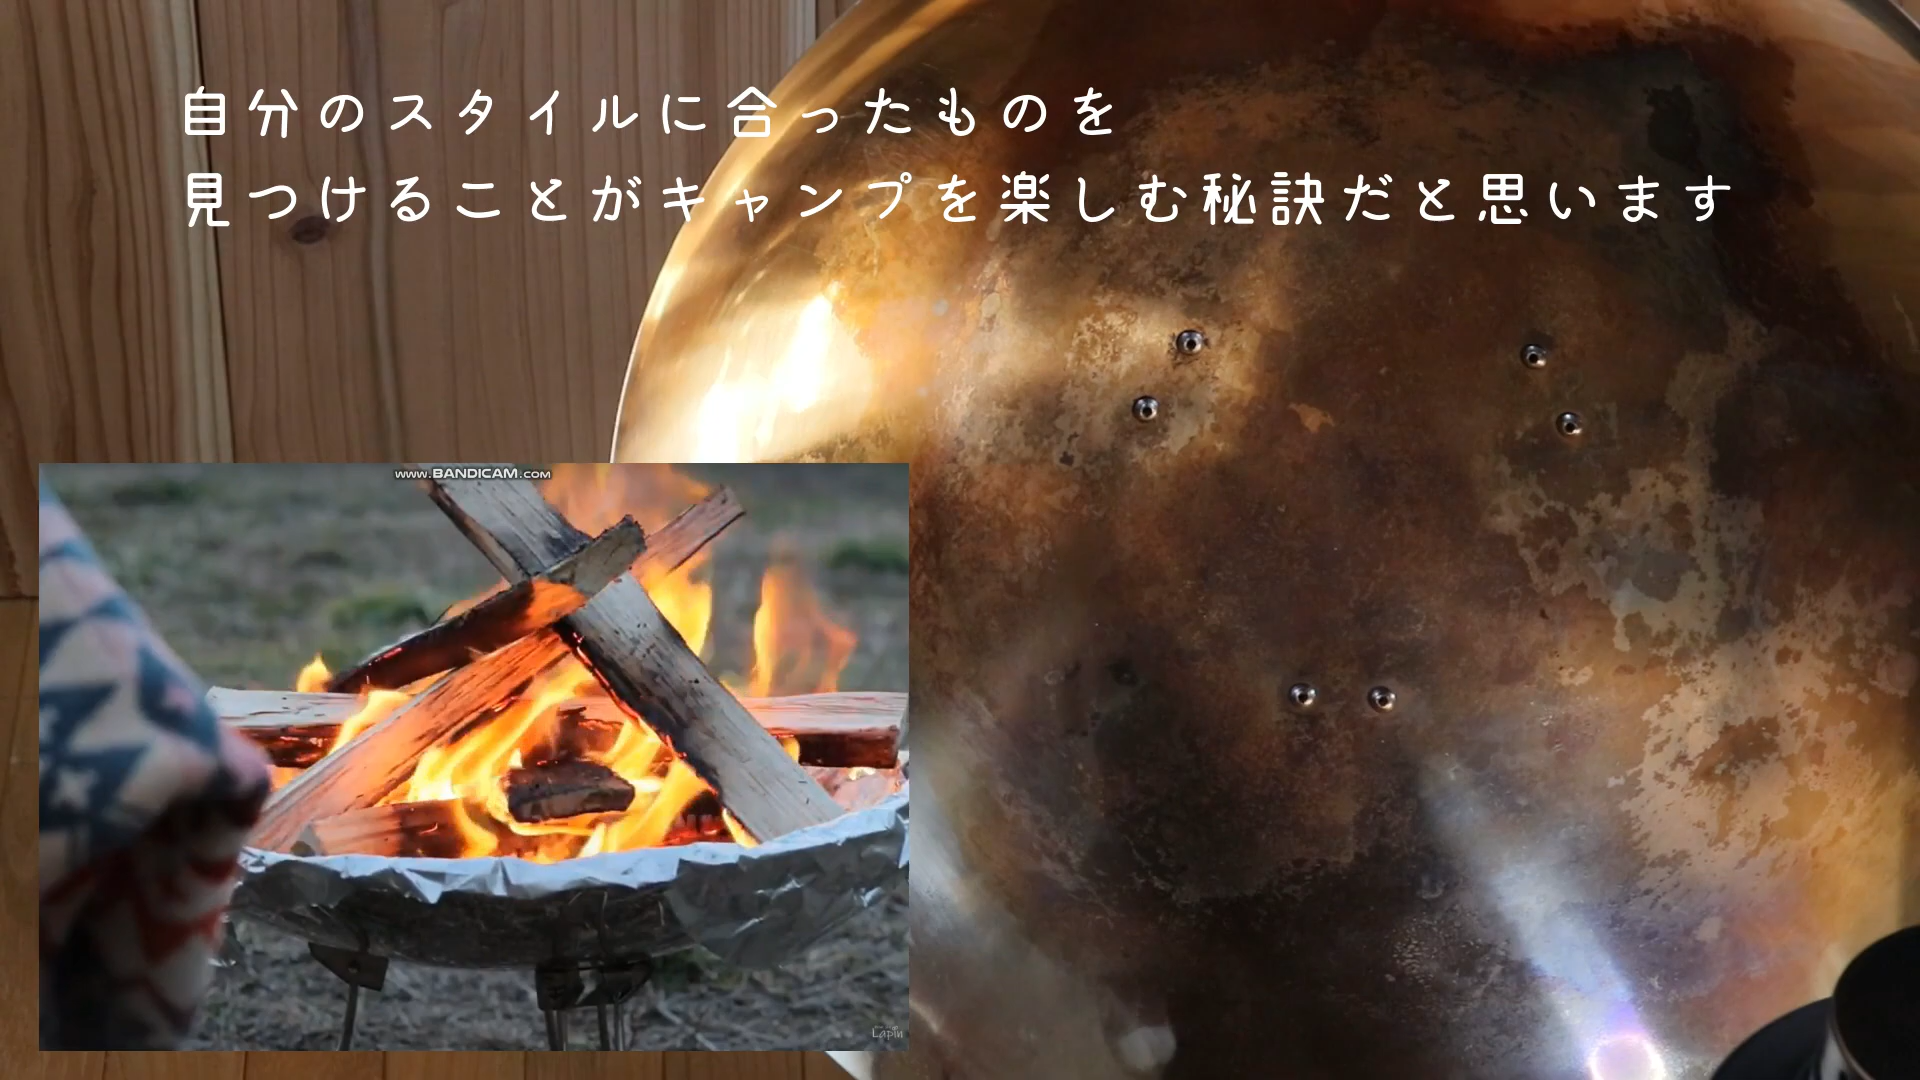 自分のスタイルに合ったものを
見つけることがキャンプを楽しむ秘訣だと思います
www.BANDICAM.com
Lapin